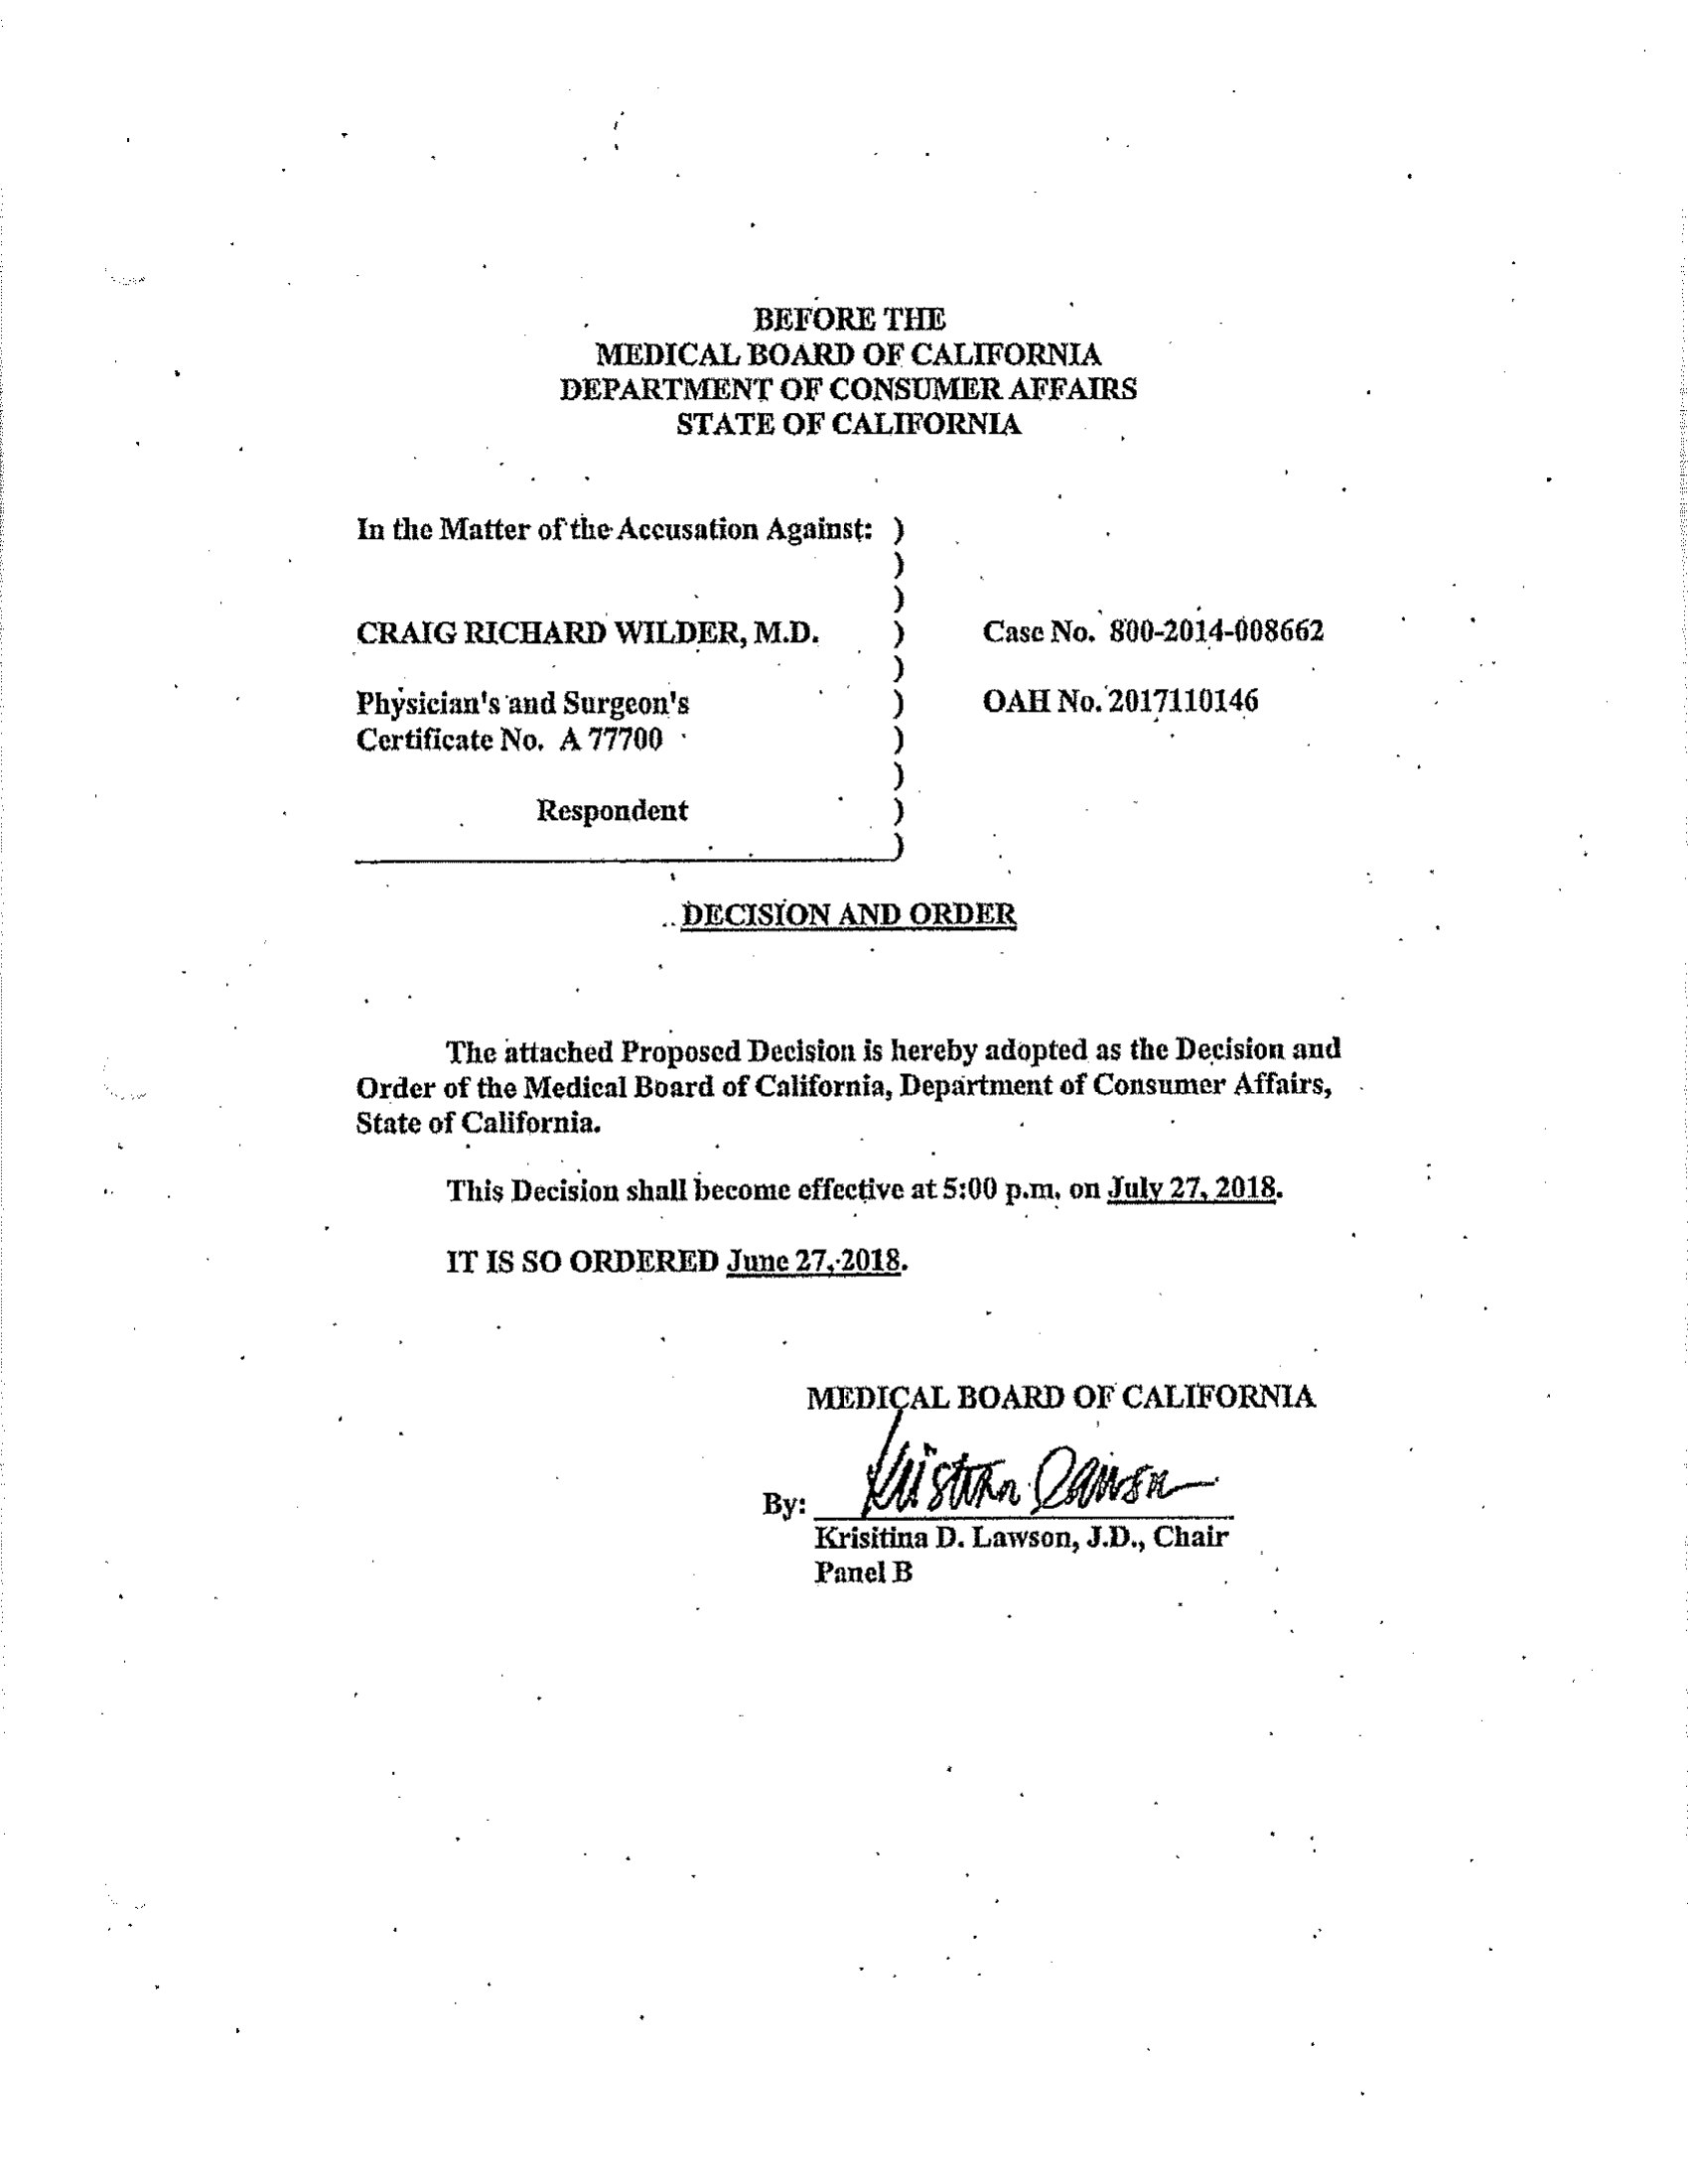 BEFORE THE
MEDICAL BOARD OF CALIFORNIA
DEPARTMENT OF CONSUMER AFFAIRS
STATE OF CALIFORNIA
In the Matter of the Accusation Against: )
)
)
CRAIG RICHARD WILDER, M.D. ) Case No. 800-2014-008662
)
Physician's and Surgeon's ) OAH No. 2017110146
Certificate No. A 77700 )
)
Respondent )
)
DECISION AND ORDER
The attached Proposed Decision is hereby adopted as the Decision and
Order of the Medical Board of California, Department of Consumer Affairs,
State of California.
This Decision shall become effective at 5:00 p.m. on July 27, 2018.
IT IS SO ORDERED June 27, 2018.
MEDICAL BOARD OF CALIFORNIA
By: Kristina Lawson
Krisitina D. Lawson, J.D., Chair
Panel B